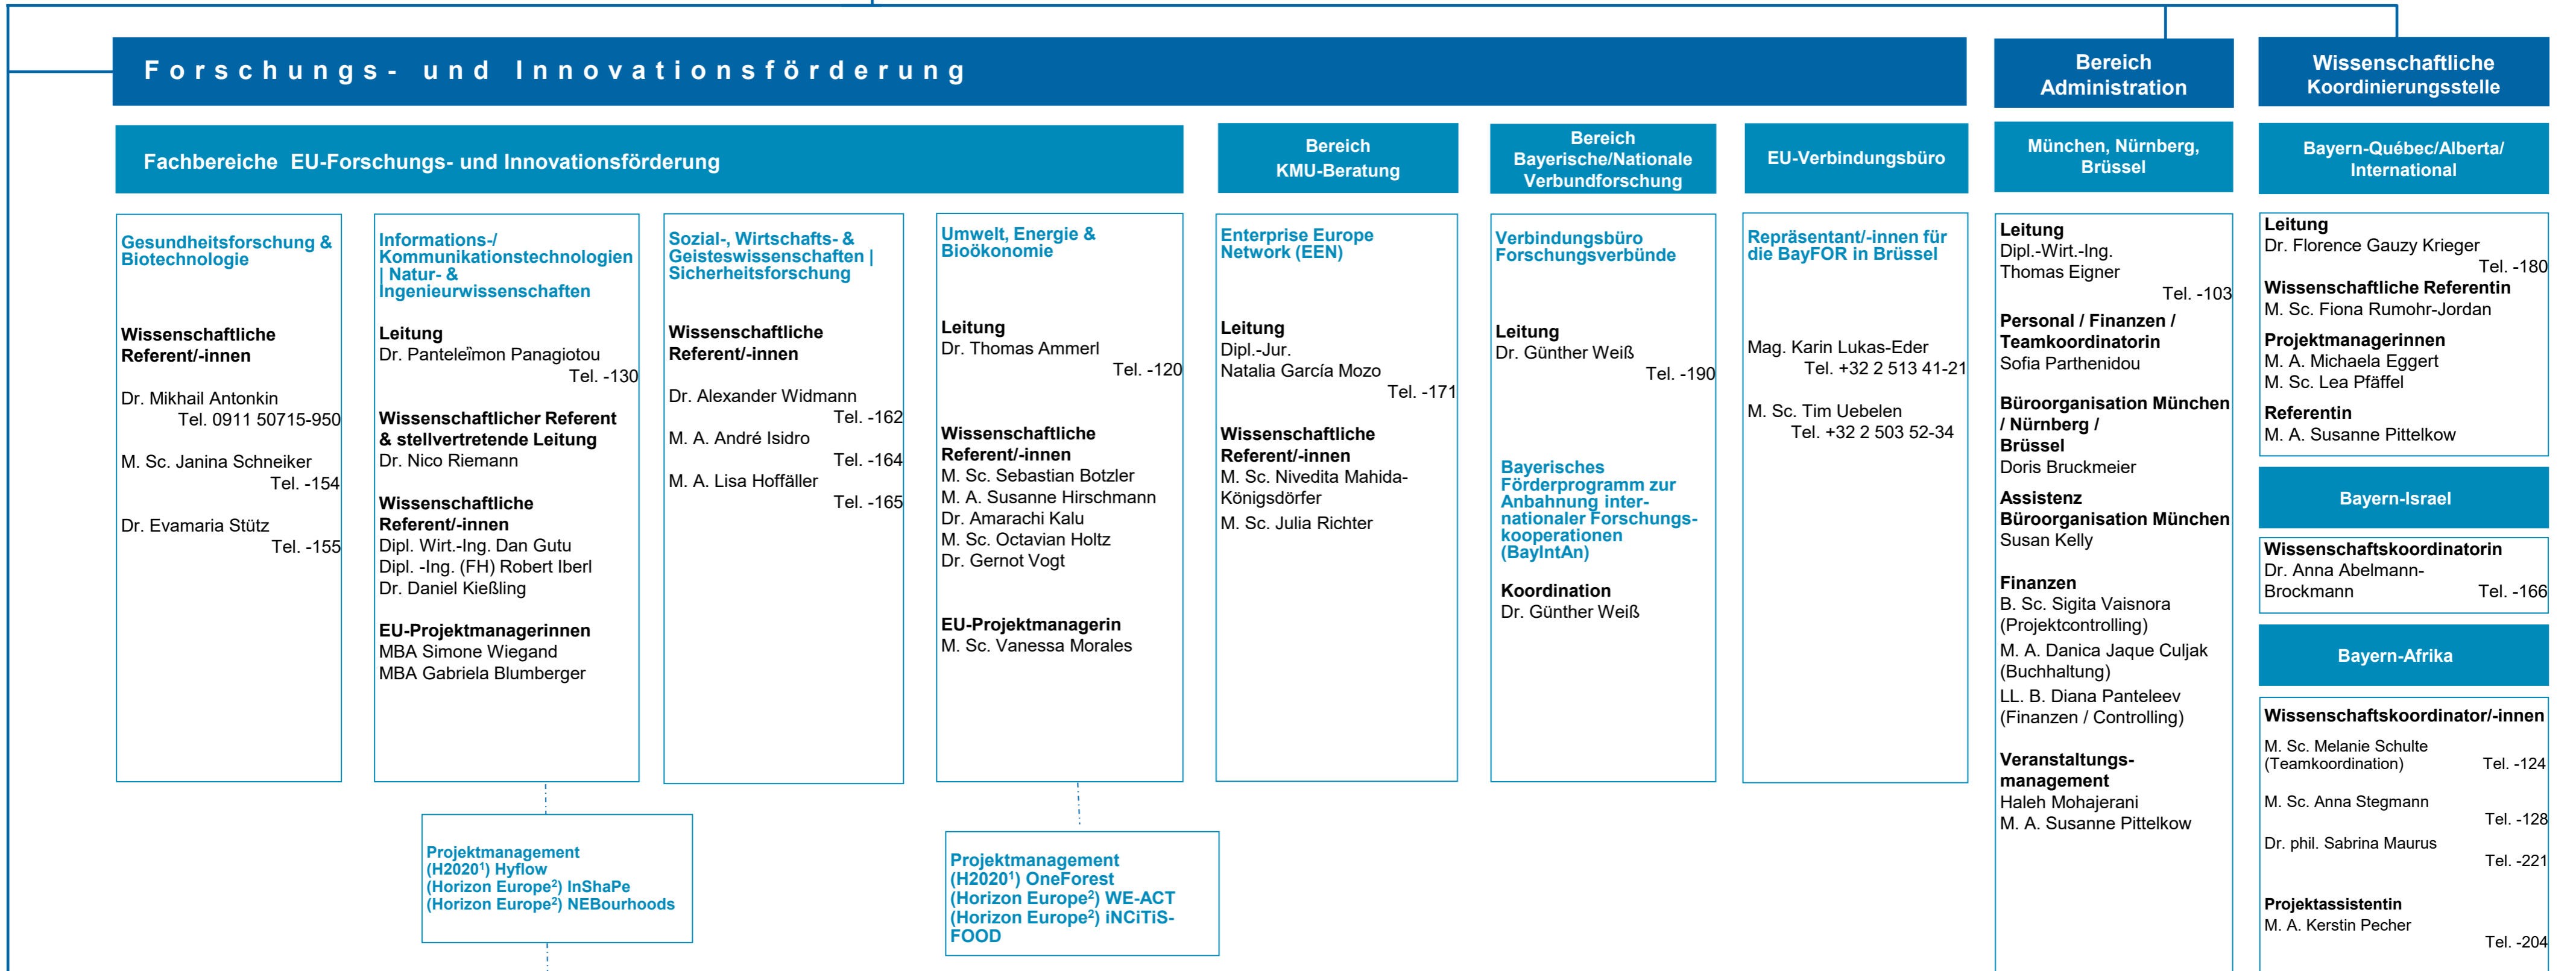 Forschungs- und Innovationsförderung
Bereich
Administration
Wissenschaftliche
Koordinierungsstelle
Fachbereiche EU-Forschungs- und Innovationsförderung
Bereich
KMU-Beratung
Bereich
Bayerische/Nationale
Verbundforschung
EU-Verbindungsbüro
München, Nürnberg,
Brüssel
Bayern-Québec/Alberta/
International
Gesundheitsforschung &
Biotechnologie
Wissenschaftliche
Referent/-innen
Dr. Mikhail Antonkin
Tel. 0911 50715-950
M. Sc. Janina Schneiker
Tel. -154
Dr. Evamaria Stütz
Tel. -155
Informations-/
Kommunikationstechnologien
| Natur- &
Ingenieurwissenschaften
Leitung
Dr. Panteleïmon Panagiotou
Tel. -130
Wissenschaftlicher Referent
& stellvertretende Leitung
Dr. Nico Riemann
Wissenschaftliche
Referent/-innen
Dipl. Wirt.-Ing. Dan Gutu
Dipl. -Ing. (FH) Robert Iberl
Dr. Daniel Kießling
EU-Projektmanagerinnen
MBA Simone Wiegand
MBA Gabriela Blumberger
Projektmanagement
(H2020¹) Hyflow
(Horizon Europe²) InShaPe
(Horizon Europe²) NEBourhoods
Sozial-, Wirtschafts- &
Geisteswissenschaften |
Sicherheitsforschung
Wissenschaftliche
Referent/-innen
Dr. Alexander Widmann
Tel. -162
M. A. André Isidro
Tel. -164
M. A. Lisa Hoffäller
Tel. -165
Umwelt, Energie &
Bioökonomie
Leitung
Dr. Thomas Ammerl
Tel. -120
Wissenschaftliche
Referent/-innen
M. Sc. Sebastian Botzler
M. A. Susanne Hirschmann
Dr. Amarachi Kalu
M. Sc. Octavian Holtz
Dr. Gernot Vogt
EU-Projektmanagerin
M. Sc. Vanessa Morales
Projektmanagement
(H2020¹) OneForest
(Horizon Europe²) WE-ACT
(Horizon Europe²) iNCiTiS-
FOOD
Enterprise Europe
Network (EEN)
Leitung
Dipl.-Jur.
Natalia García Mozo
Tel. -171
Wissenschaftliche
Referent/-innen
M. Sc. Nivedita Mahida-
Königsdörfer
M. Sc. Julia Richter
Verbindungsbüro
Forschungsverbünde
Leitung
Dr. Günther Weiß
Tel. -190
Bayerisches
Förderprogramm zur
Anbahnung inter-
nationaler Forschungs-
kooperationen
(BayIntAn)
Koordination
Dr. Günther Weiß
Repräsentant/-innen für
die BayFOR in Brüssel
Mag. Karin Lukas-Eder
Tel. +32 2 513 41-21
M. Sc. Tim Uebelen
Tel. +32 2 503 52-34
Leitung
Dipl.-Wirt.-Ing.
Thomas Eigner
Tel. -103
Personal / Finanzen /
Teamkoordinatorin
Sofia Parthenidou
Büroorganisation München
/ Nürnberg /
Brüssel
Doris Bruckmeier
Assistenz
Büroorganisation München
Susan Kelly
Finanzen
B. Sc. Sigita Vaisnora
(Projektcontrolling)
M. A. Danica Jaque Culjak
(Buchhaltung)
LL. B. Diana Panteleev
(Finanzen / Controlling)
Veranstaltungs-
management
Haleh Mohajerani
M. A. Susanne Pittelkow
Leitung
Dr. Florence Gauzy Krieger
Tel. -180
Wissenschaftliche Referentin
M. Sc. Fiona Rumohr-Jordan
Projektmanagerinnen
M. A. Michaela Eggert
M. Sc. Lea Pfäffel
Referentin
M. A. Susanne Pittelkow
Bayern-Israel
Wissenschaftskoordinatorin
Dr. Anna Abelmann-
Brockmann Tel. -166
Bayern-Afrika
Wissenschaftskoordinator/-innen
M. Sc. Melanie Schulte
(Teamkoordination) Tel. -124
M. Sc. Anna Stegmann
Tel. -128
Dr. phil. Sabrina Maurus
Tel. -221
Projektassistentin
M. A. Kerstin Pecher
Tel. -204